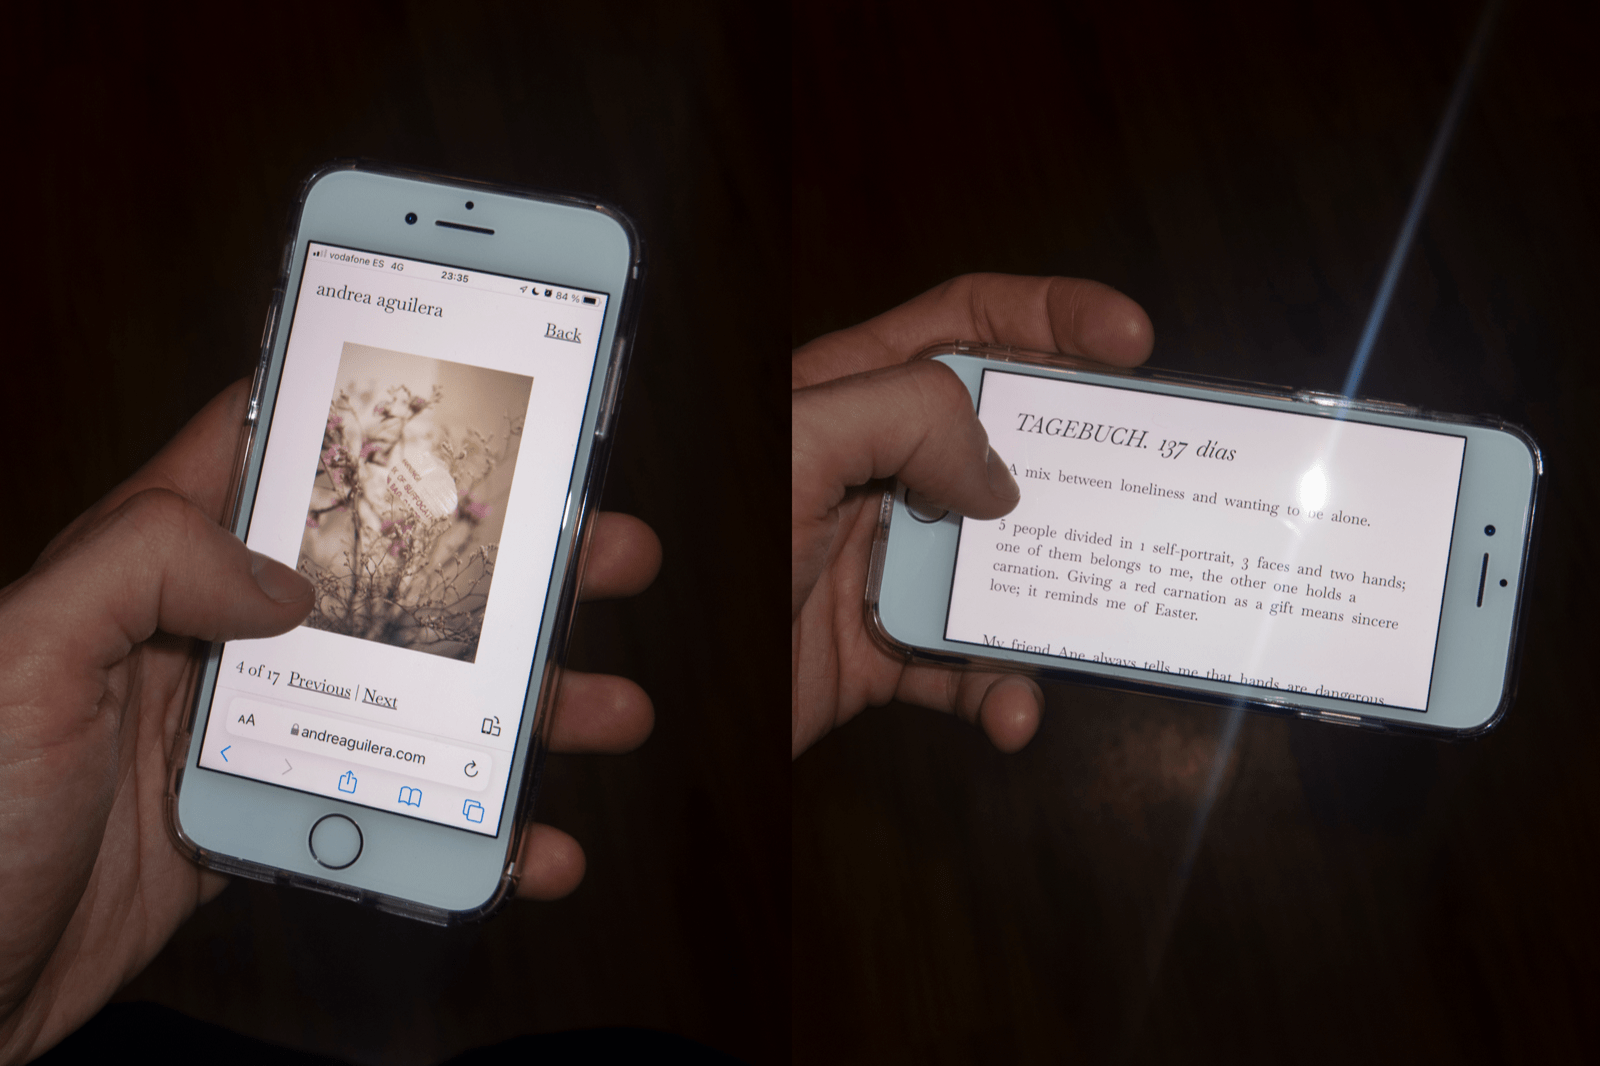 vodafone ES 4G
23:35
84 %
andrea aguilera
Back
OF SUFFOCATI
4 of 17 Previous | Next
AA
andreaguilera.com
TAGEBUCH. 137 días
A mix between loneliness and wanting to be alone.
5 people divided in 1 self-portrait, 3 faces and two hands;
one of them belongs to me, the other one holds a
carnation. Giving a red carnation as a gift means sincere
love; it reminds me of Easter.
My friend Ane always tells me that hands are dangerous